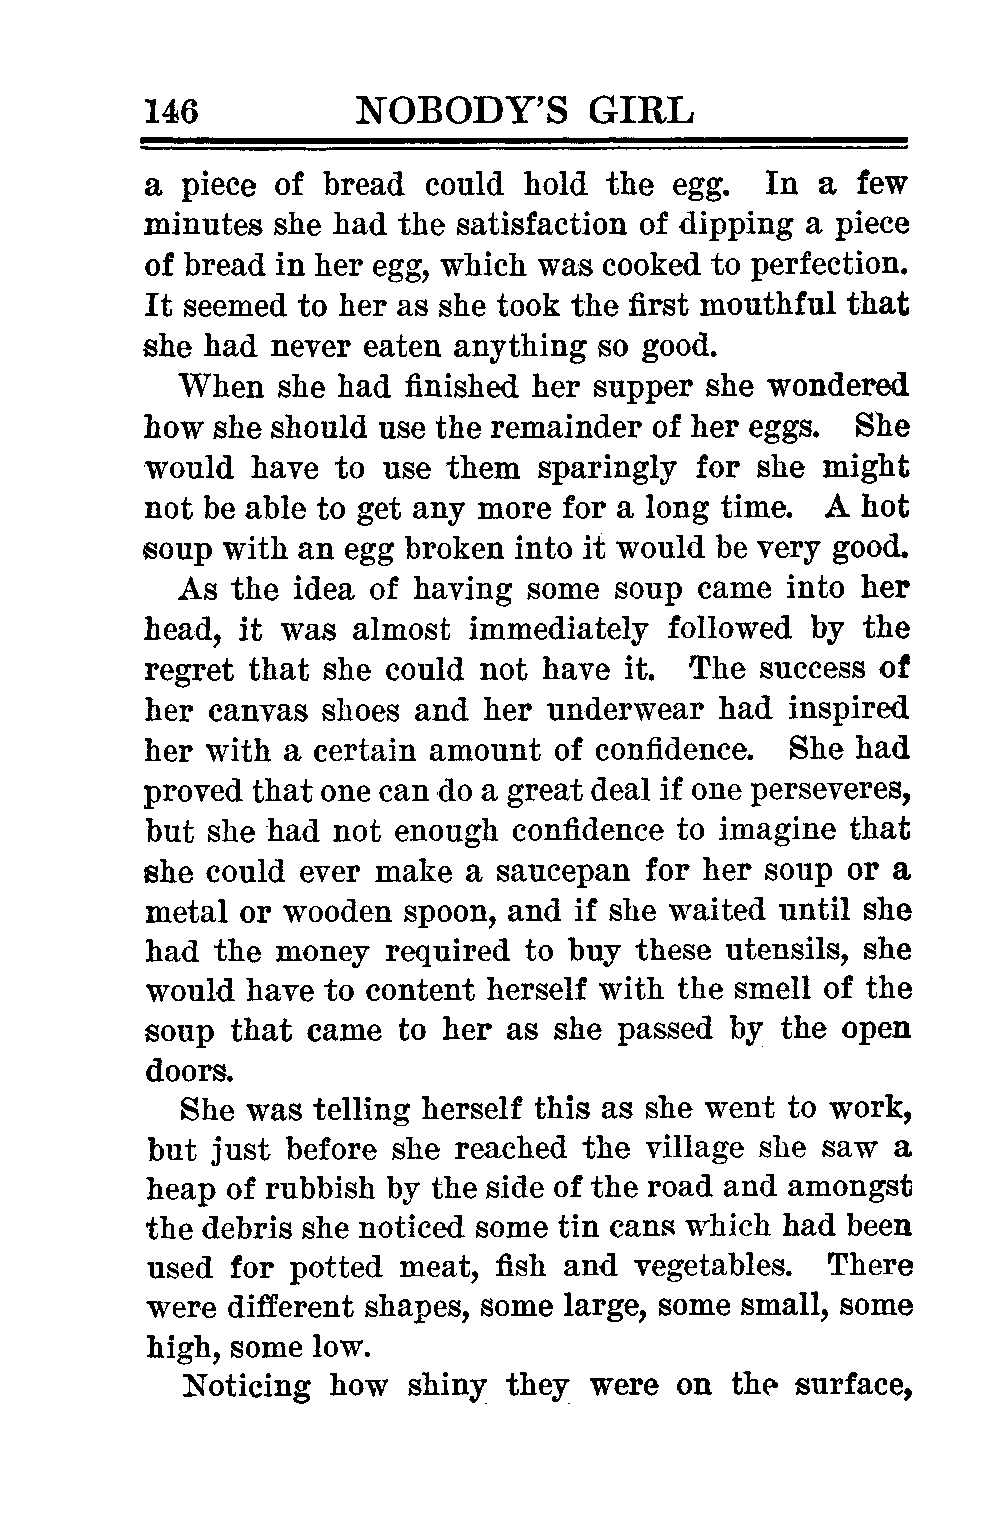 146 NOBODY'S GIRL
a piece of bread could hold the egg. In a few
minutes she had the satisfaction of dipping a piece
of bread in her egg, which was cooked to perfection.
It seemed to her as she took the first mouthful that
she had never eaten anything so good.
When she had finished her supper she wondered
how she should use the remainder of her eggs. She
would have to use them sparingly for she might
not be able to get any more for a long time. A hot
soup with an egg broken into it would be very good.
As the idea of having some soup came into her
head, it was almost immediately followed by the
regret that she could not have it. The success of
her canvas shoes and her underwear had inspired
her with a certain amount of confidence. She had
proved that one can do a great deal if one perseveres,
but she had not enough confidence to imagine that
she could ever make a saucepan for her soup or a
metal or wooden spoon, and if she waited until she
had the money required to buy these utensils, she
would have to content herself with the smell of the
soup that came to her as she passed by the open
doors.
She was telling herself this as she went to work,
but just before she reached the village she saw a
heap of rubbish by the side of the road and amongst
the debris she noticed some tin cans which had been
used for potted meat, fish and vegetables. There
were different shapes, some large, some small, some
high, some low.
Noticing how shiny they were on the surface,